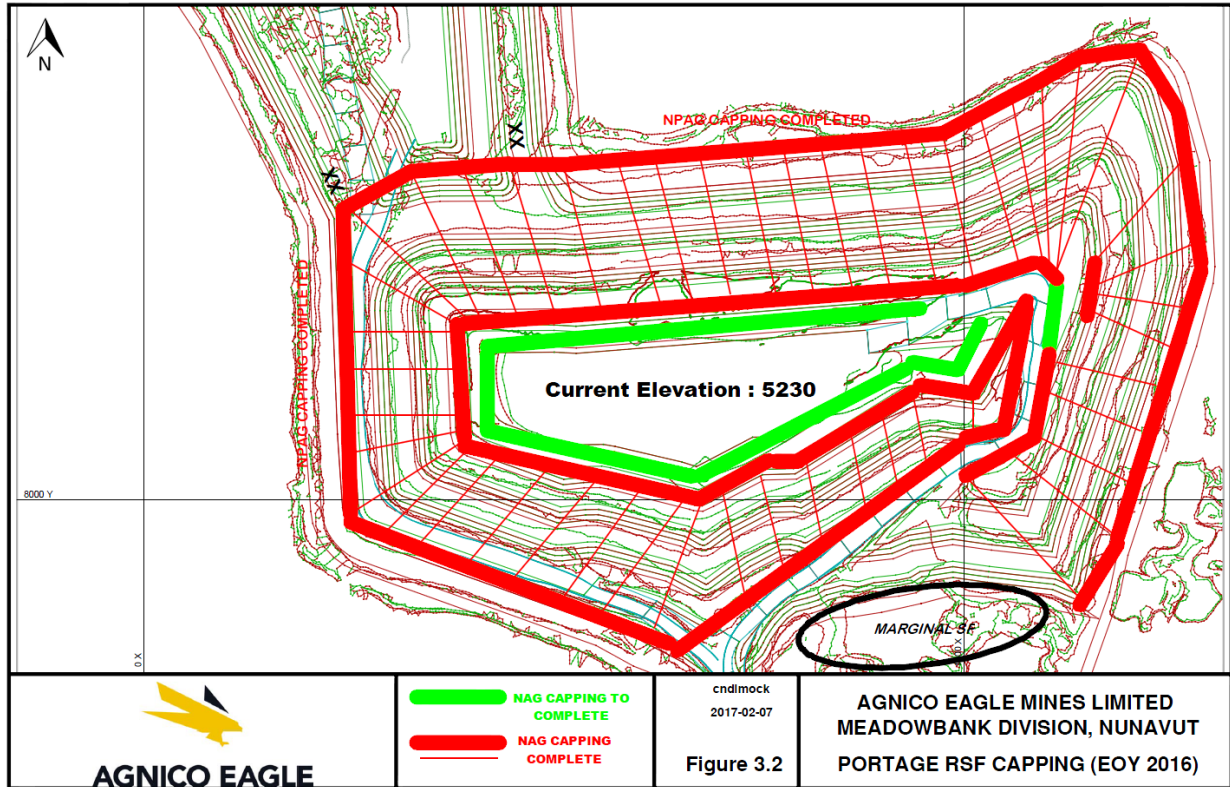 N
XX
NPAG CAPPING COMPLETED
XX
NPAG CAPPING COMPLETED
Current Elevation : 5230
8000 Y
MARGINAL SF
0 X
AGNICO EAGLE
NAG CAPPING TO
COMPLETE
NAG CAPPING
COMPLETE
cndlmock
2017-02-07
Figure 3.2
AGNICO EAGLE MINES LIMITED
MEADOWBANK DIVISION, NUNAVUT
PORTAGE RSF CAPPING (EOY 2016)